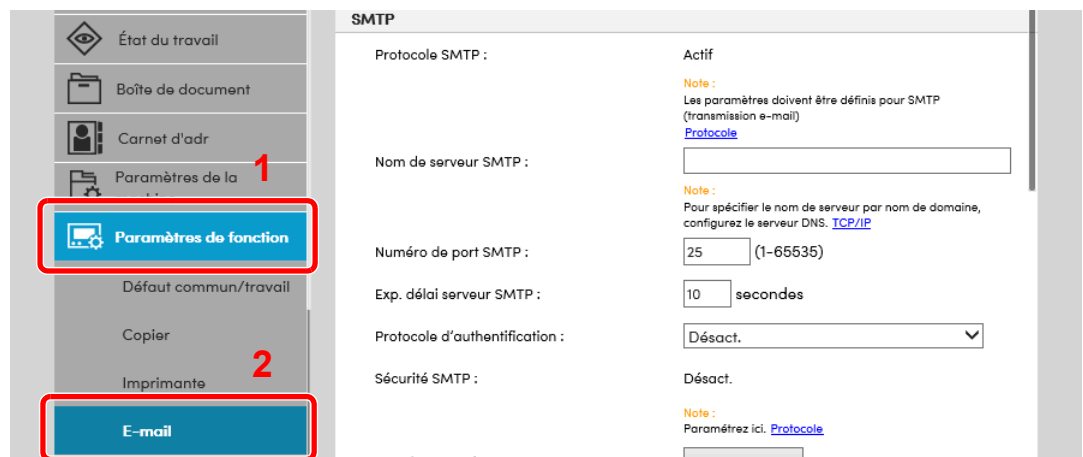 SMTP
État du travail
Protocole SMTP :
Actif
Note :
Les paramètres doivent être définis pour SMTP
(transmission e-mail)
Protocole
Boîte de document
Carnet d'adr
Nom de serveur SMTP :
1
Paramètres de la
Note :
Pour spécifier le nom de serveur par nom de domaine,
configurez le serveur DNS. TCP/IP
Paramètres de fonction
Numéro de port SMTP :
25 (1-65535)
Défaut commun/travail
Exp. délai serveur SMTP :
10 secondes
Copier
Protocole d'authentification :
Désact.
2
Imprimante
Sécurité SMTP :
Désact.
Note :
Paramétrez ici. Protocole
E-mail